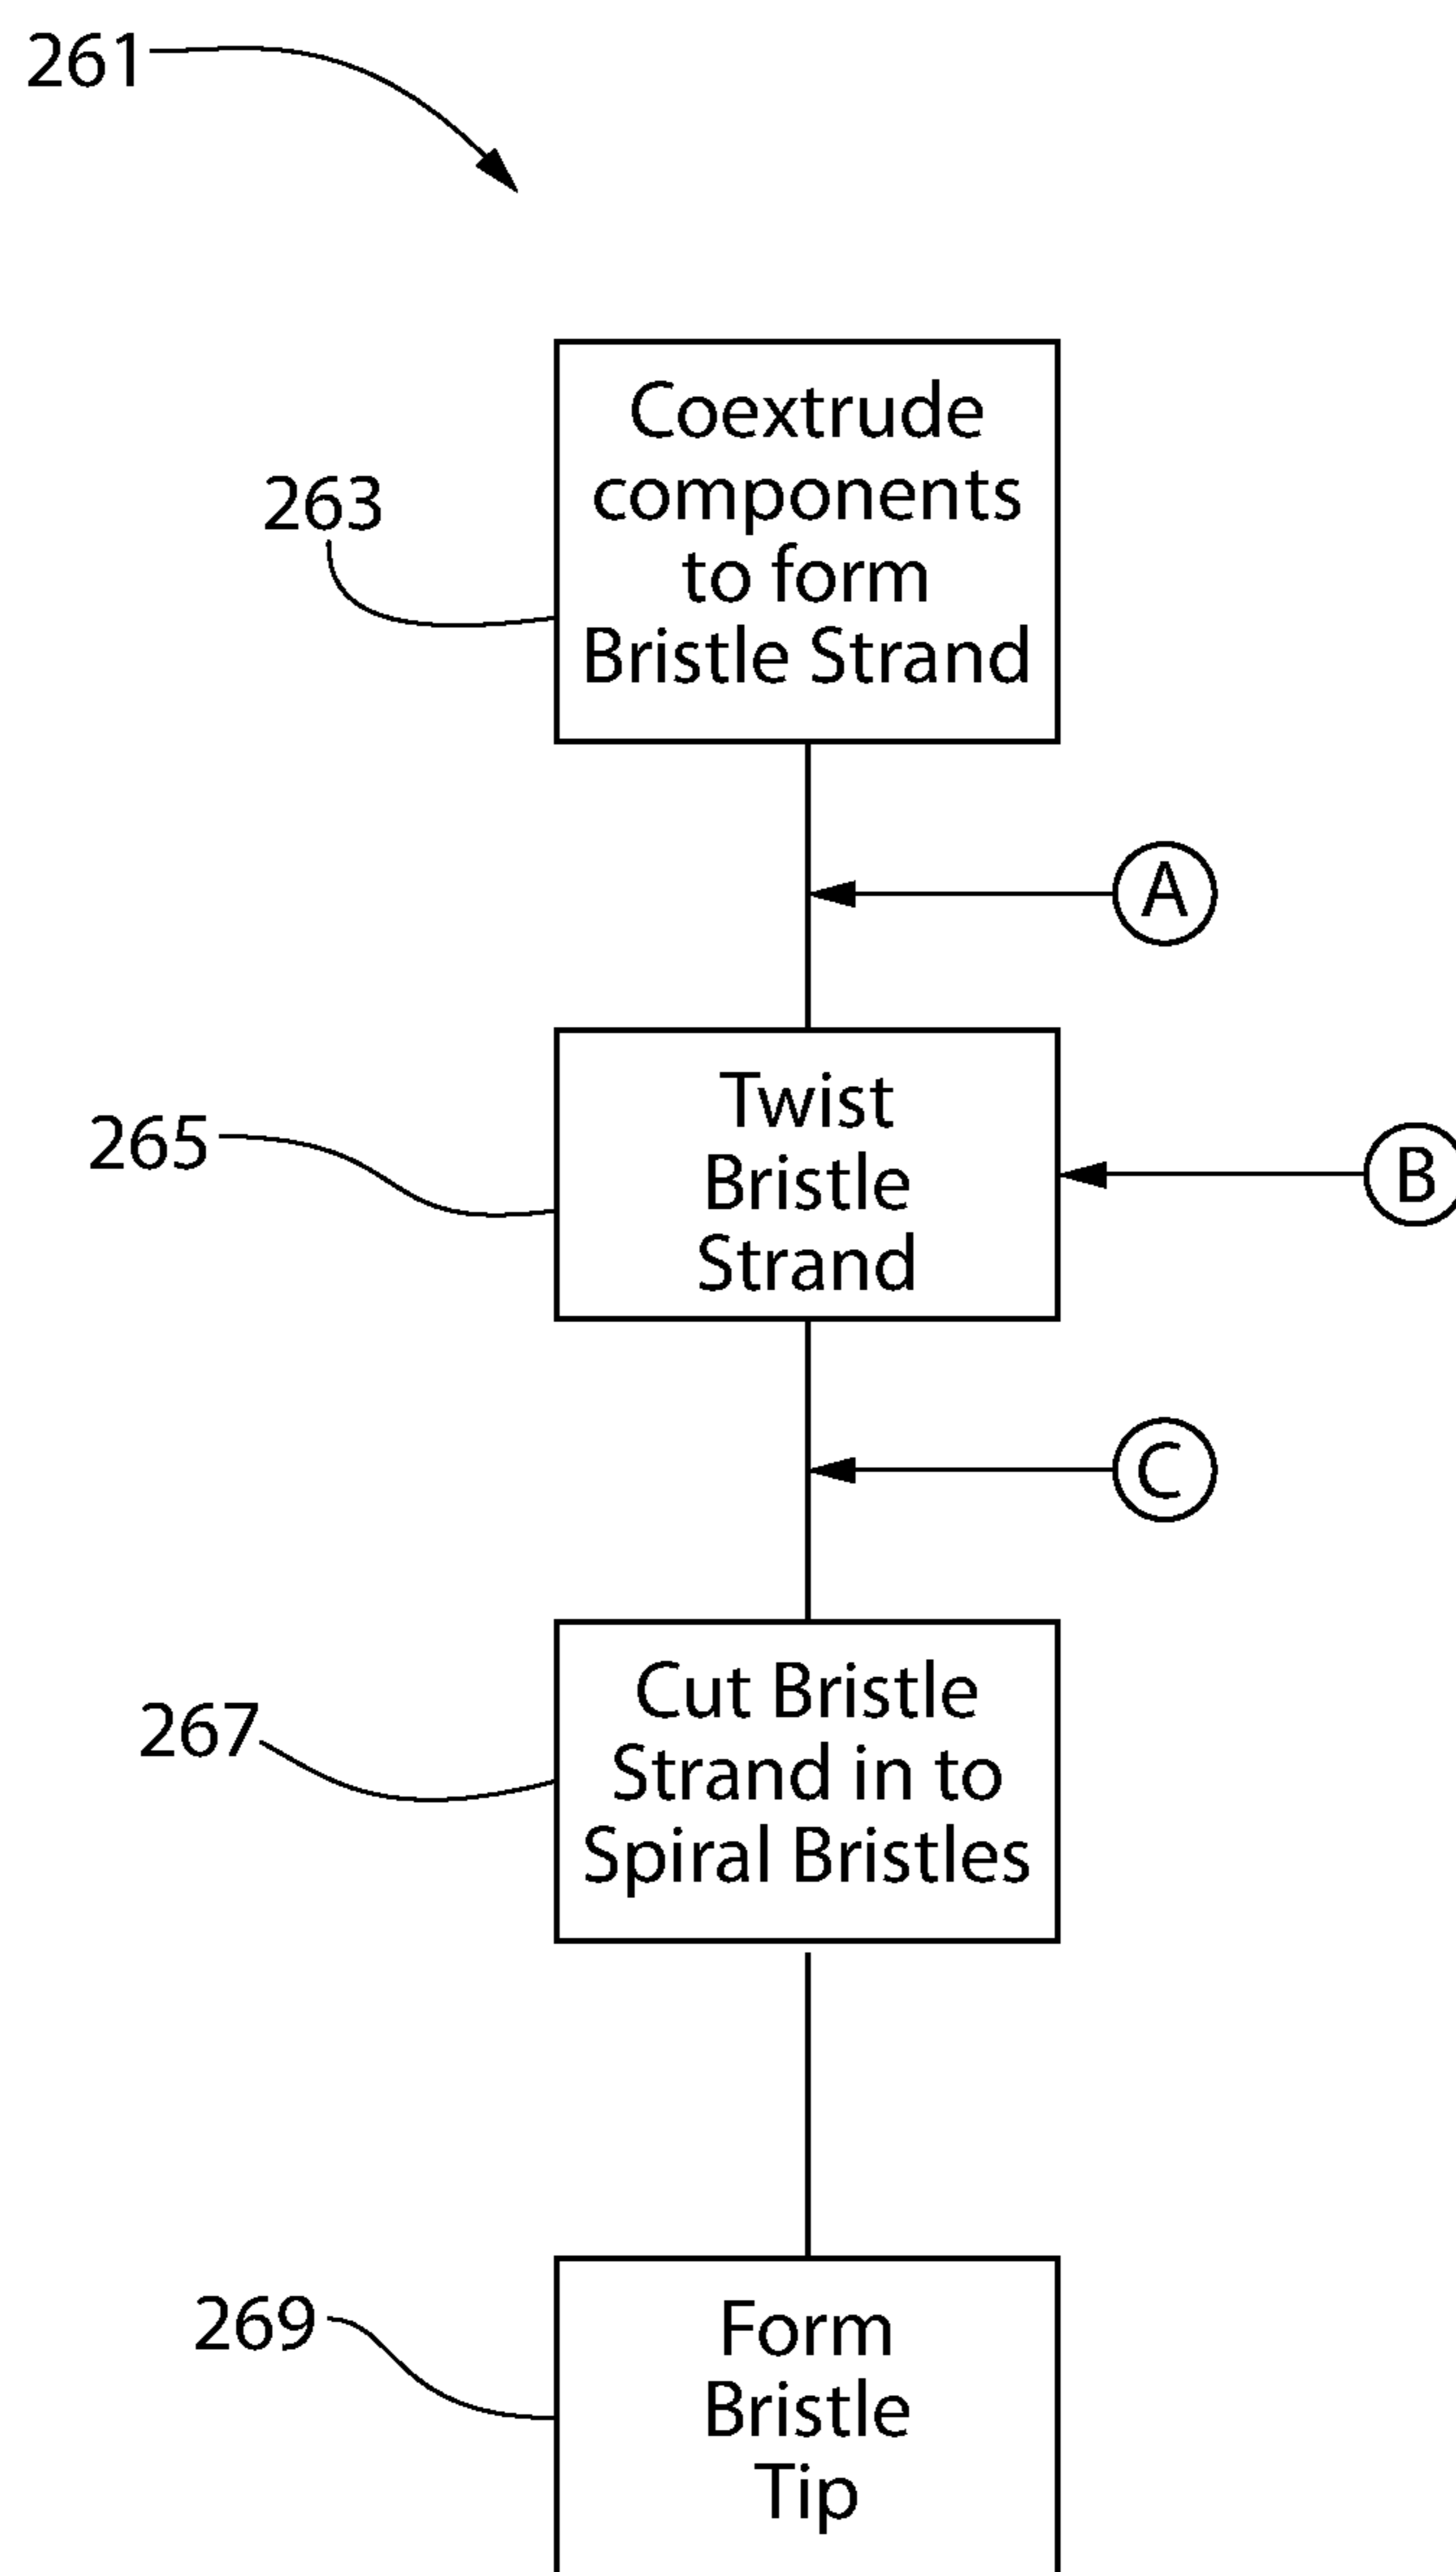 261
Coextrude
components
to form
Bristle Strand
263
A
Twist
Bristle
Strand
265
B
C
Cut Bristle
Strand in to
Spiral Bristles
267
Form
Bristle
Tip
269